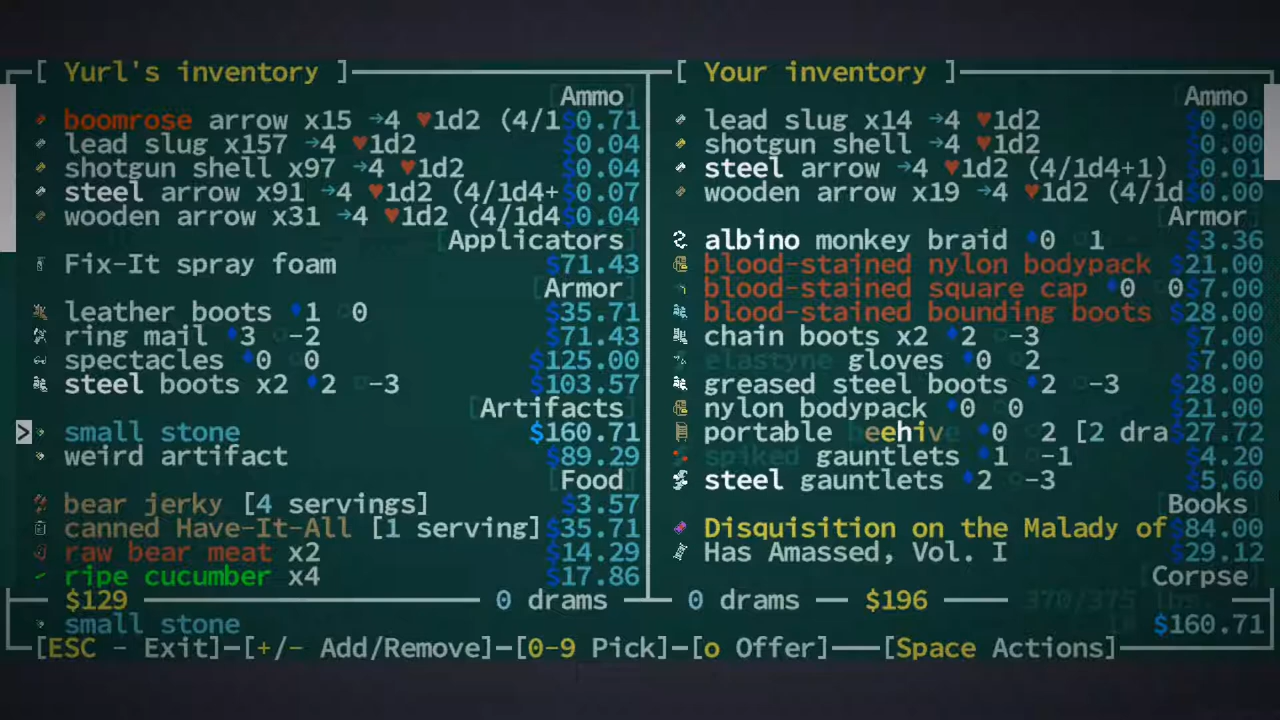 [ Yurl's inventory ]
Ammo
boomrose arrow x15 →4 ♥1d2 (4/1 $0.71
lead slug x157 →4 ♥1d2 $0.04
shotgun shell x97 →4 ♥1d2 $0.04
steel arrow x91 →4 ♥1d2 (4/1d4+ $0.07
wooden arrow x31 →4 ♥1d2 (4/1d4 $0.04
[Applicators]
Fix-It spray foam $71.43
[Armor]
leather boots ♦1 ○0 $35.71
ring mail ♦3 ○-2 $71.43
spectacles ♦0 ○0 $125.00
steel boots x2 ♦2 ○-3 $103.57
[Artifacts]
> small stone $160.71
weird artifact $89.29
[Food]
bear jerky [4 servings] $3.57
canned Have-It-All [1 serving] $35.71
raw bear meat x2 $14.29
ripe cucumber x4 $17.86
$129 0 drams
[ Your inventory ]
Ammo
lead slug x14 →4 ♥1d2 $0.00
shotgun shell →4 ♥1d2 $0.00
steel arrow →4 ♥1d2 (4/1d4+1) $0.01
wooden arrow x19 →4 ♥1d2 (4/1d $0.00
[Armor]
albino monkey braid ♦0 ○1 $3.36
blood-stained nylon bodypack $21.00
blood-stained square cap ♦0 ○0 $7.00
blood-stained bounding boots $28.00
chain boots x2 ♦2 ○-3 $7.00
elastyne gloves ♦0 ○2 $7.00
greased steel boots ♦2 ○-3 $28.00
nylon bodypack ♦0 ○0 $21.00
portable beehive ♦0 ○2 [2 dra $27.72
spiked gauntlets ♦1 ○-1 $4.20
steel gauntlets ♦2 ○-3 $5.60
[Books]
Disquisition on the Malady of $84.00
Has Amassed, Vol. I $29.12
Corpse
0 drams $196 370/375 lbs.
small stone $160.71
[ESC - Exit] [+/- Add/Remove] [0-9 Pick] [o Offer] [Space Actions]